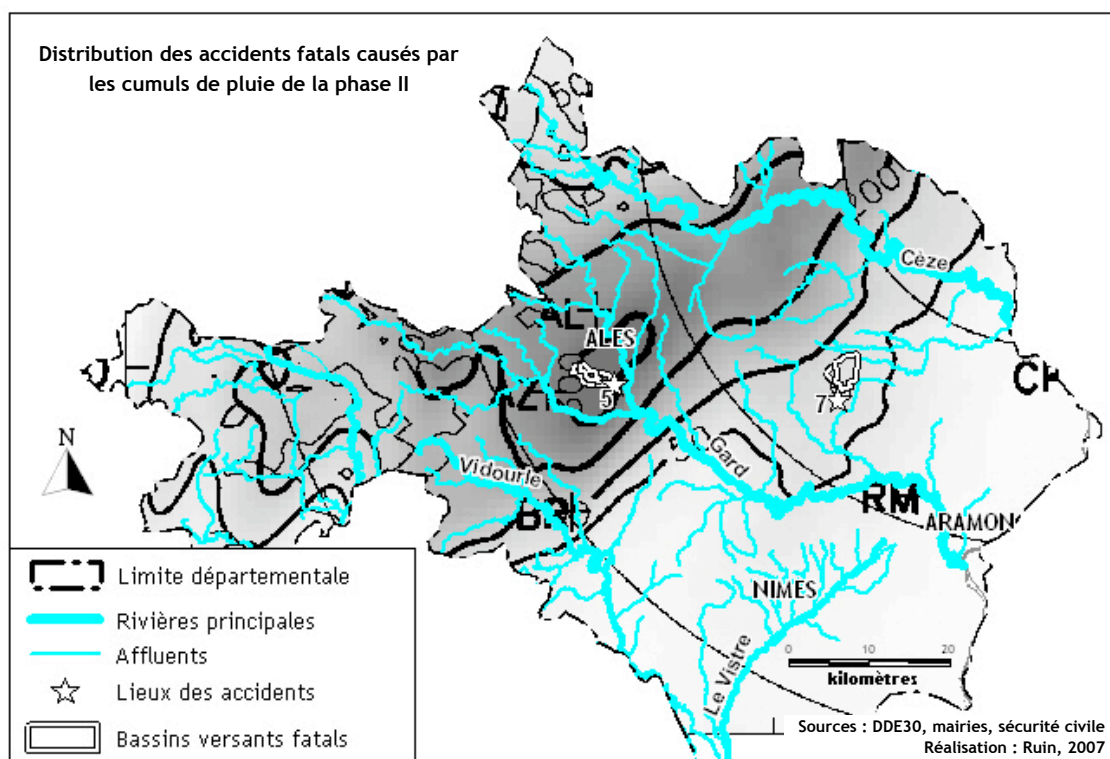 Distribution des accidents fatals causés par
les cumuls de pluie de la phase II
Cèze
ALES
5
7
CH
N
Vidourle
Gard
RM
ARAMON
NIMES
Le Vistre
0 10 20
kilomètres
Limite départementale
Rivières principales
Affluents
Lieux des accidents
Bassins versants fatals
Sources : DDE30, mairies, sécurité civile
Réalisation : Ruin, 2007